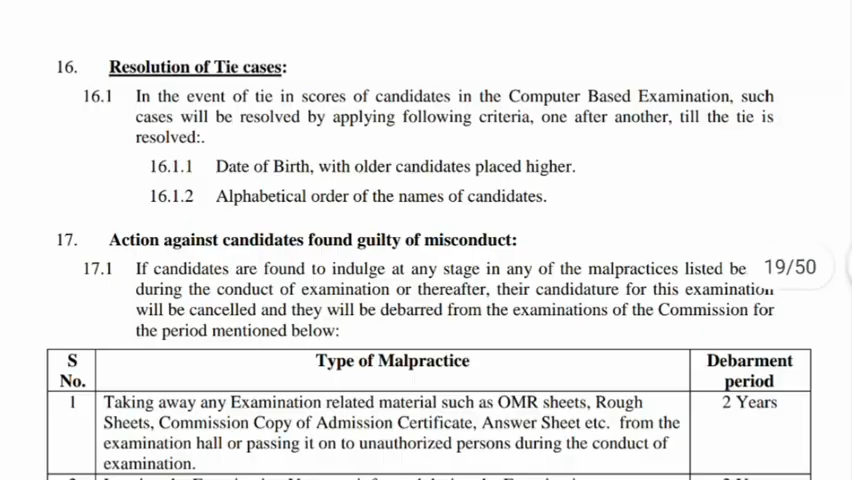 16. Resolution of Tie cases:
16.1 In the event of tie in scores of candidates in the Computer Based Examination, such
cases will be resolved by applying following criteria, one after another, till the tie is
resolved:.
16.1.1 Date of Birth, with older candidates placed higher.
16.1.2 Alphabetical order of the names of candidates.
17. Action against candidates found guilty of misconduct:
17.1 If candidates are found to indulge at any stage in any of the malpractices listed be
19/50
during the conduct of examination or thereafter, their candidature for this examination
will be cancelled and they will be debarred from the examinations of the Commission for
the period mentioned below:
S No. Type of Malpractice Debarment period
1 Taking away any Examination related material such as OMR sheets, Rough 2 Years
Sheets, Commission Copy of Admission Certificate, Answer Sheet etc. from the
examination hall or passing it on to unauthorized persons during the conduct of
examination.